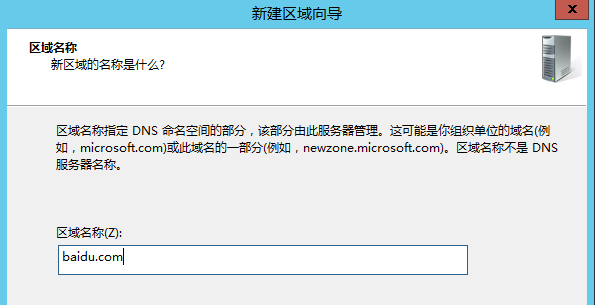 新建区域向导
x
区域名称
新区域的名称是什么?
区域名称指定 DNS 命名空间的部分，该部分由此服务器管理。这可能是你组织单位的域名(例
如，microsoft.com)或此域名的一部分(例如，newzone.microsoft.com)。区域名称不是 DNS
服务器名称。
区域名称(Z):
baidu.com